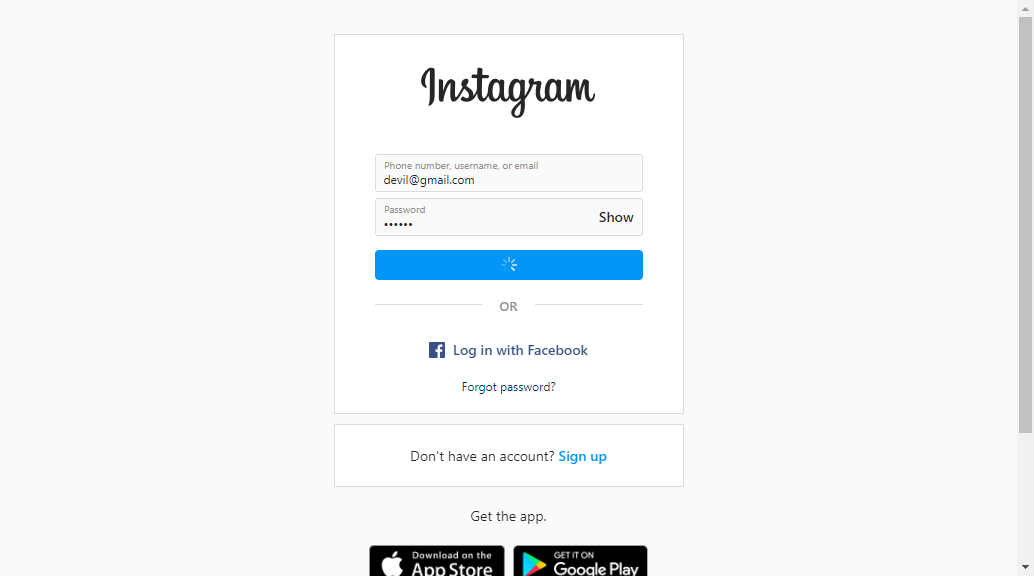 Instagram
Phone number, username, or email
devil@gmail.com
Password
••••••
Show
OR
Log in with Facebook
Forgot password?
Don't have an account? Sign up
Get the app.
Download on the
App Store
GET IT ON
Google Play